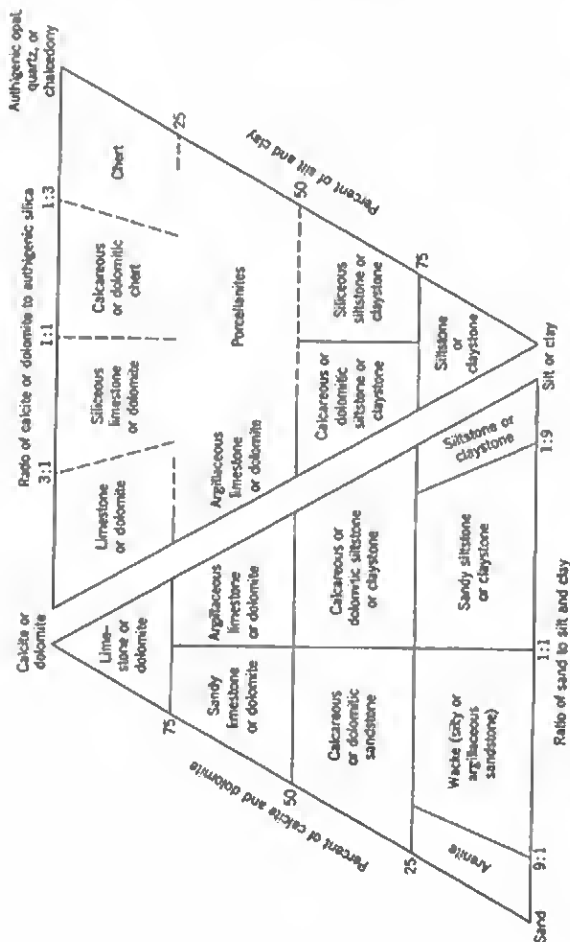 Authigenic opal,
quartz, or
chalcedony
Ratio of calcite or dolomite to authigenic silica
3:1
1:1
1:3
Chert
25
Calcareous
or dolomitic
chert
Siliceous
limestone
or dolomite
Limestone
or dolomite
Percent of silt and clay
Porcellanites
50
Argillaceous
limestone
or dolomite
Siliceous
siltstone or
claystone
Calcareous or
dolomitic
siltstone or
claystone
75
Siltstone
or
claystone
Silt or clay
Calcite or
dolomite
Lime-
stone or
dolomite
75
Argillaceous
limestone
or dolomite
Sandy
limestone
or dolomite
Percent of calcite and dolomite
50
Calcareous or
dolomitic siltstone
or claystone
Calcareous
or dolomitic
sandstone
25
Siltstone or
claystone
Sandy siltstone
or claystone
Wacke (silty or
argillaceous
sandstone)
Arenite
Sand
9:1
1:1
1:9
Ratio of sand to silt and clay